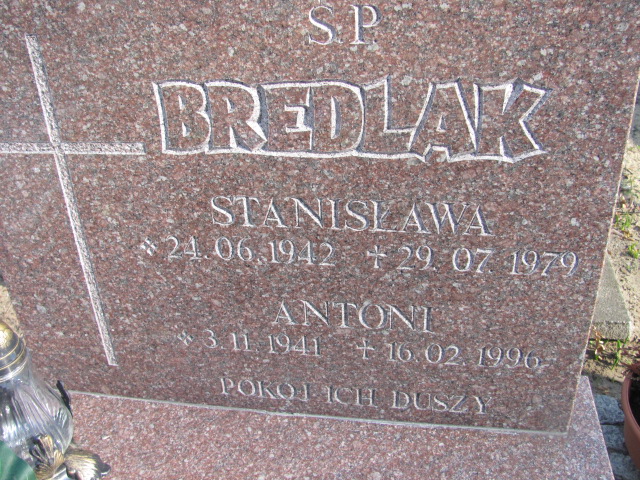 S.P
BREDLAK
STANISŁAWA
* 24.06.1942 + 29.07.1979
ANTONI
* 3.11.1941 + 16.02.1996
POKÓJ ICH DUSZY